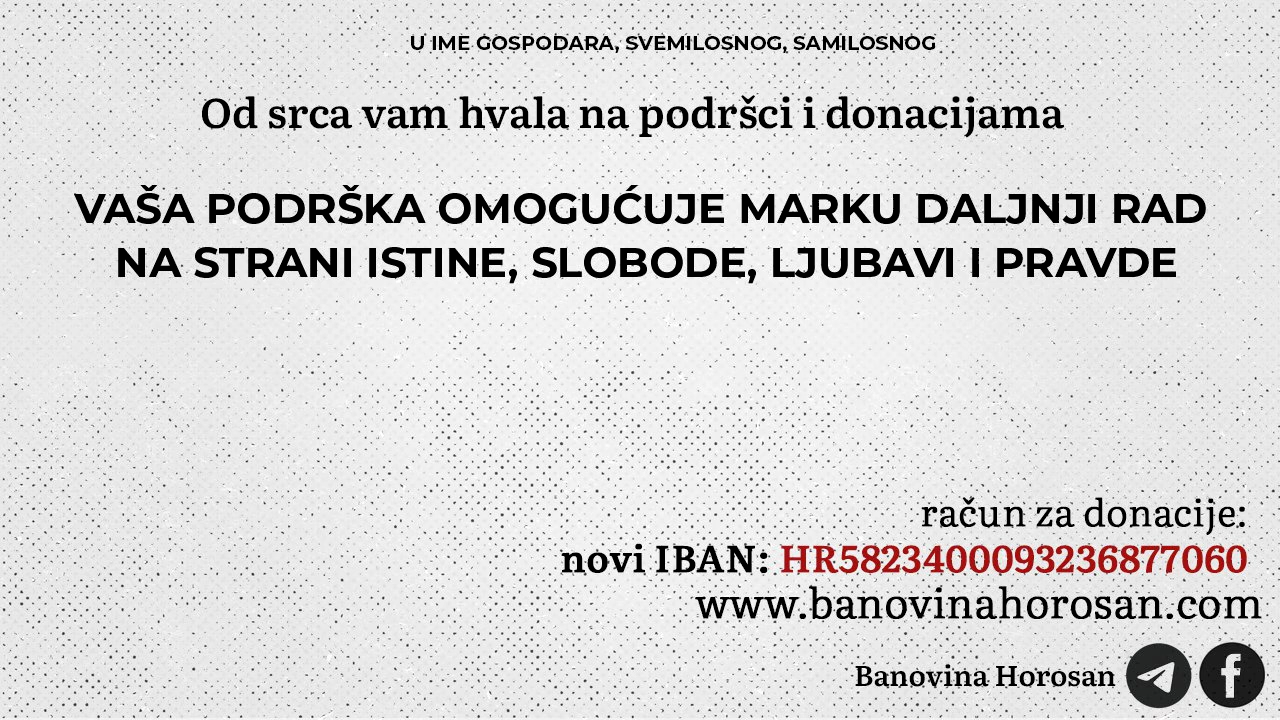 U IME GOSPODARA, SVEMILOSNOG, SAMILOSNOG
Od srca vam hvala na podršci i donacijama
VAŠA PODRŠKA OMOGUĆUJE MARKU DALJNJI RAD
NA STRANI ISTINE, SLOBODE, LJUBAVI I PRAVDE
račun za donacije:
novi IBAN: HR5823400093236877060
www.banovinahorosan.com
Banovina Horosan